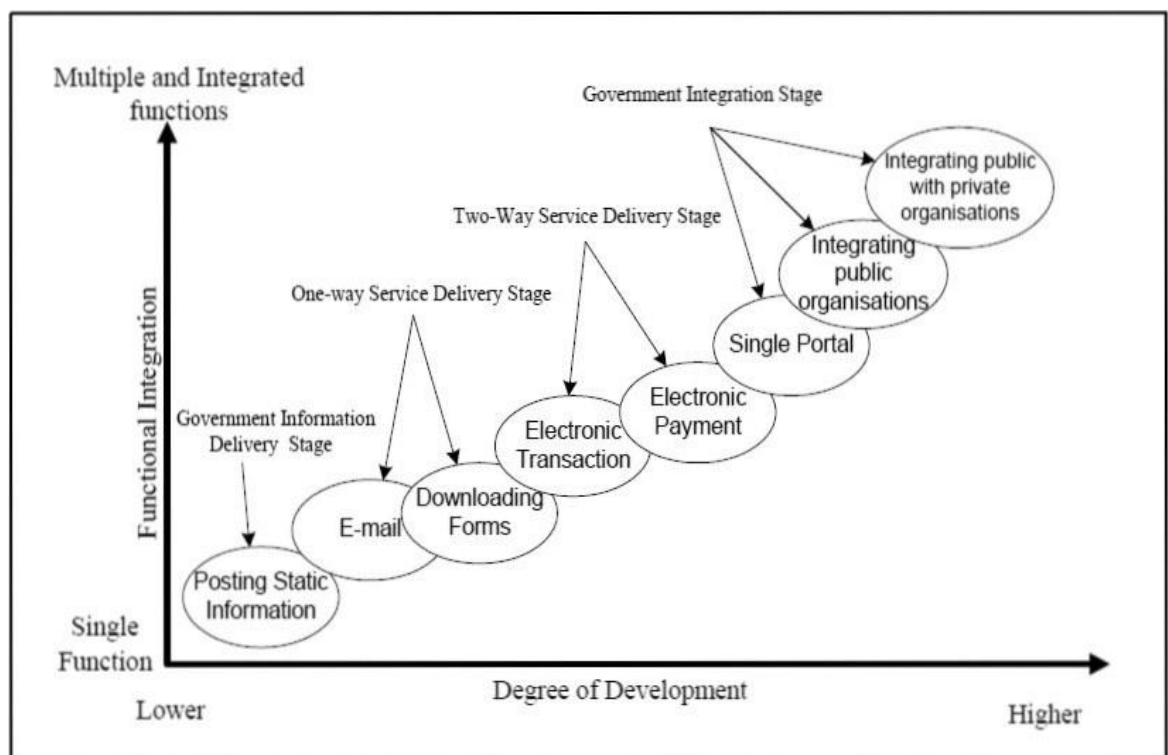 Multiple and Integrated
functions
Government Integration Stage
Integrating public
with private
organisations
Two-Way Service Delivery Stage
Integrating
public
organisations
One-way Service Delivery Stage
Single Portal
Functional Integration
Electronic
Payment
Government Information
Delivery Stage
Electronic
Transaction
Downloading
Forms
E-mail
Posting Static
Information
Single
Function
Degree of Development
Lower
Higher